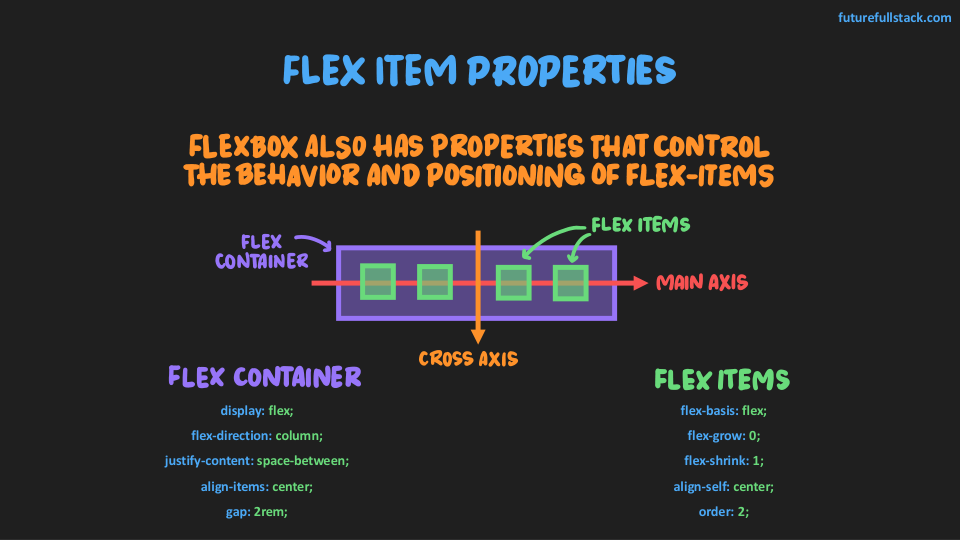 futurefullstack.com
FLEX ITEM PROPERTIES
FLEXBOX ALSO HAS PROPERTIES THAT CONTROL
THE BEHAVIOR AND POSITIONING OF FLEX-ITEMS
FLEX ITEMS
FLEX
CONTAINER
MAIN AXIS
CROSS AXIS
FLEX CONTAINER
display: flex;
flex-direction: column;
justify-content: space-between;
align-items: center;
gap: 2rem;
FLEX ITEMS
flex-basis: flex;
flex-grow: 0;
flex-shrink: 1;
align-self: center;
order: 2;